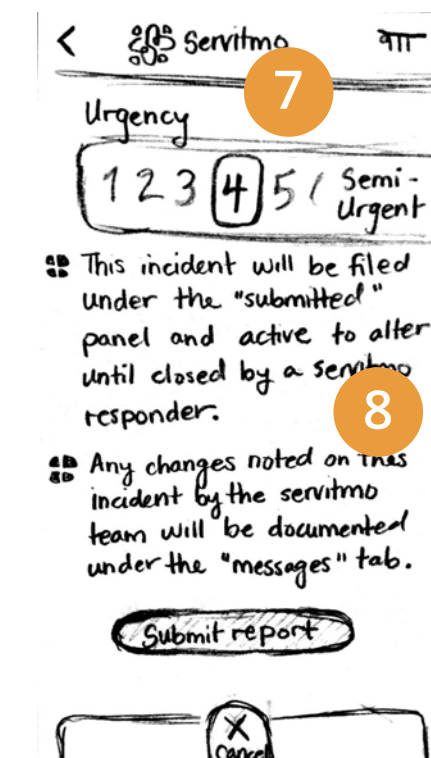 < Servitmo
7
Urgency
1 2 3 4 5 / Semi-
Urgent
This incident will be filed
under the "submitted"
panel and active to alter
until closed by a servitmo
responder.
8
Any changes noted on this
incident by the servitmo
team will be documented
under the "messages" tab.
Submit report
X
Cancel